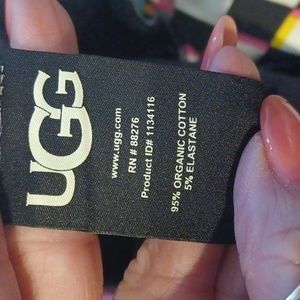 UGG
www.ugg.com
RN # 88276
Product ID# 1134116
95% ORGANIC COTTON
5% ELASTANE